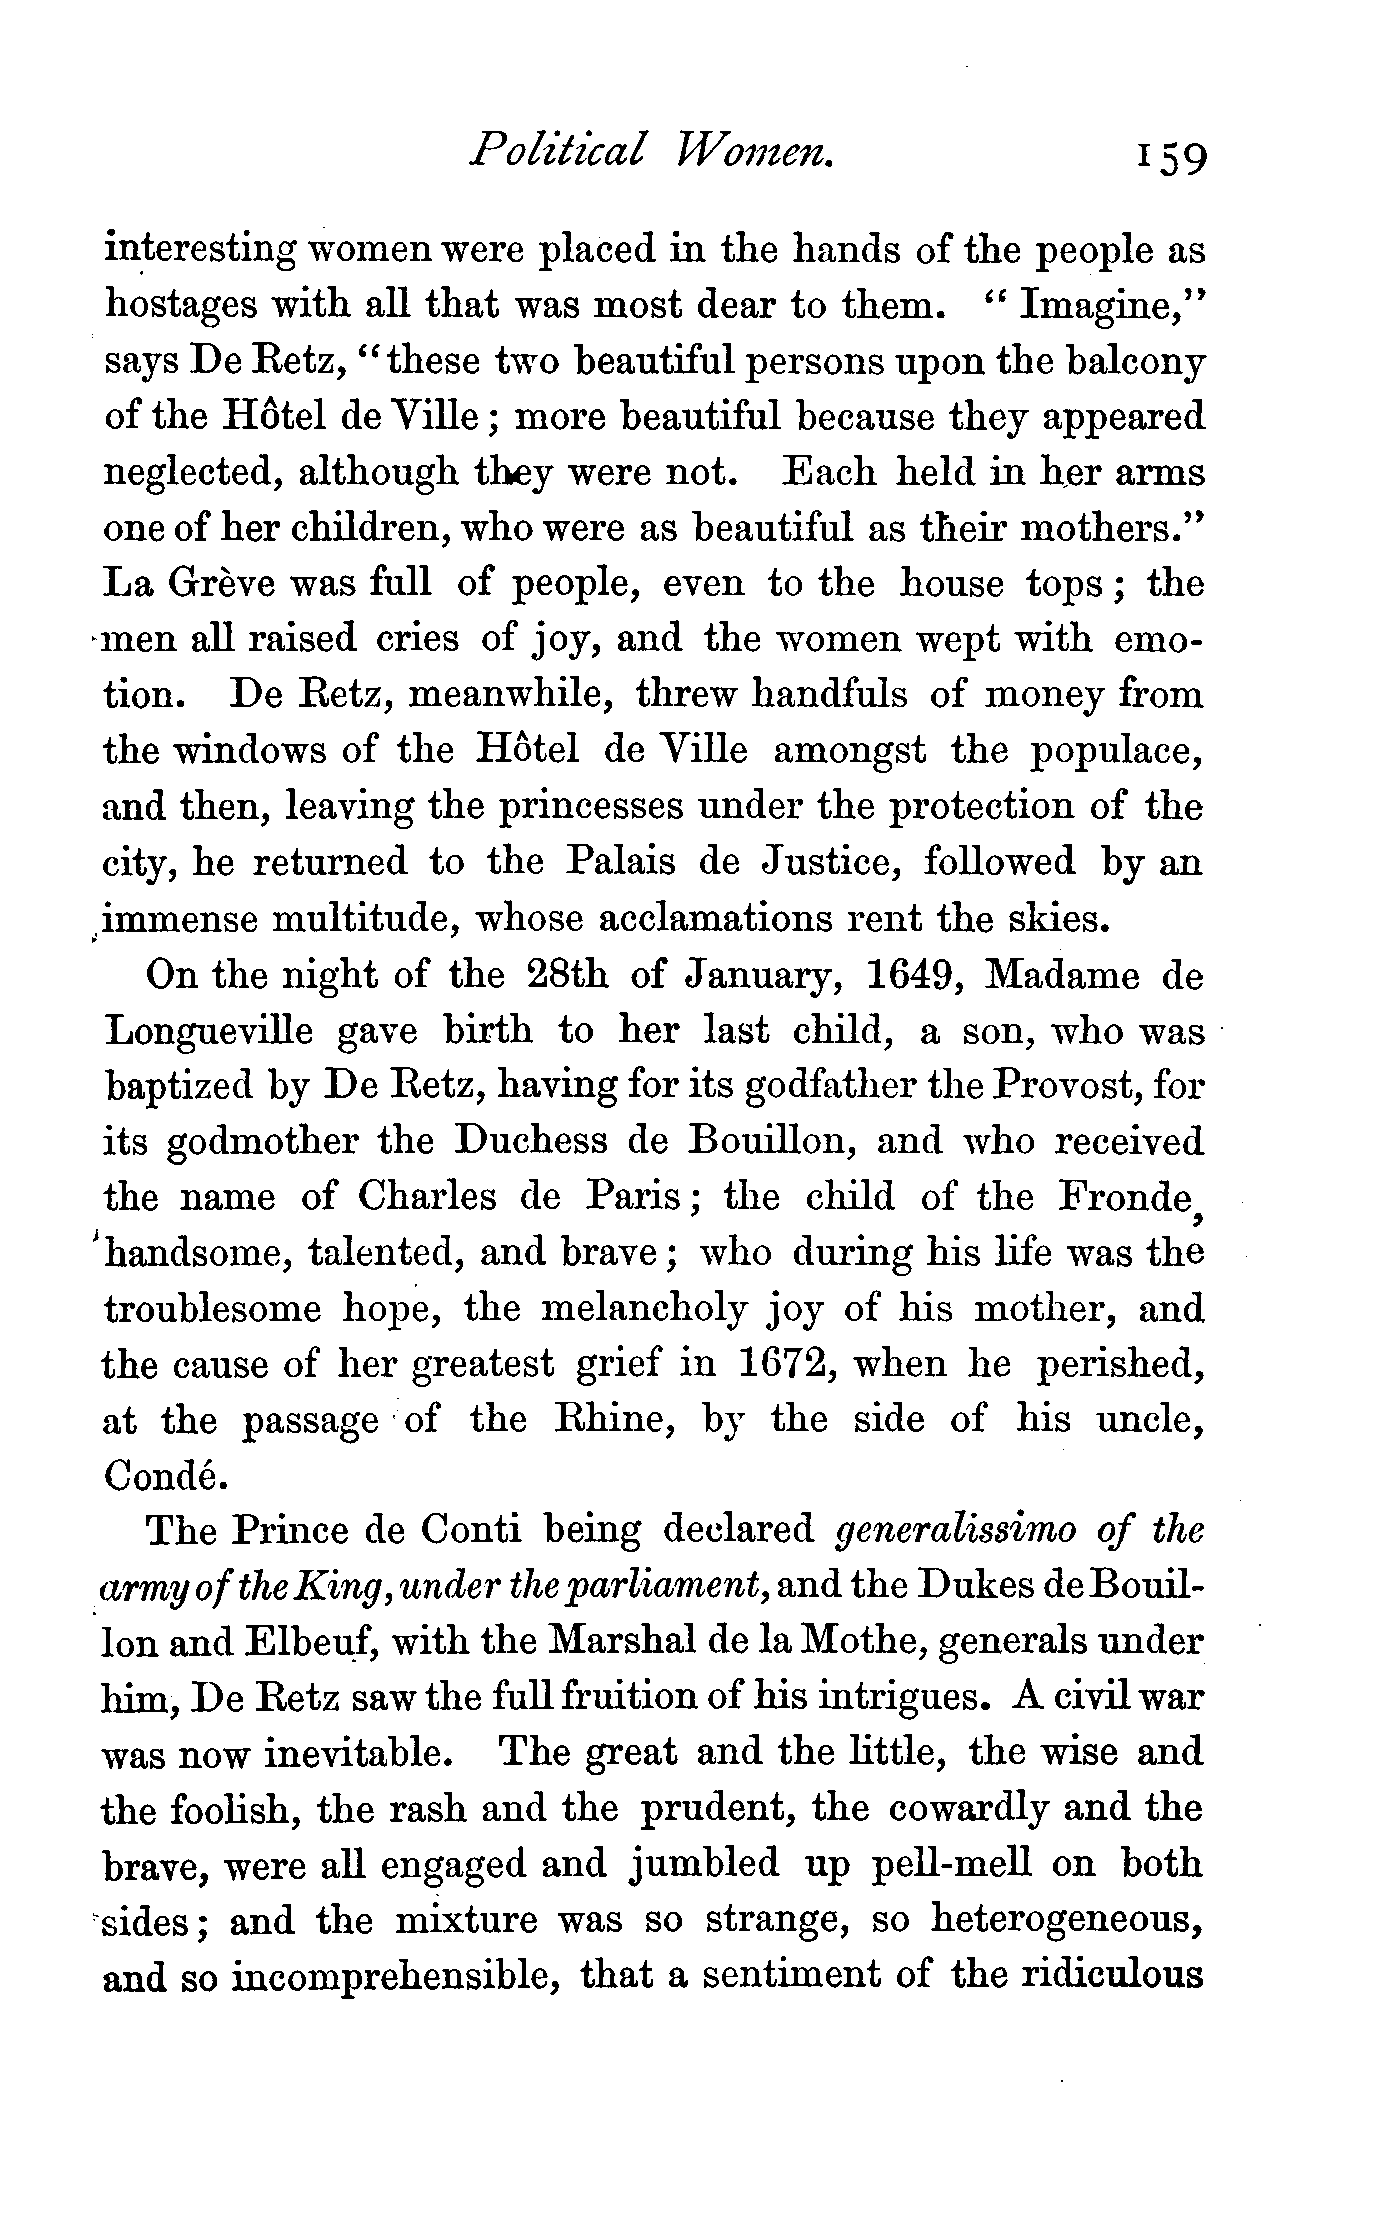 Political Women. 159
interesting women were placed in the hands of the people as
hostages with all that was most dear to them. “ Imagine,”
says De Retz, “these two beautiful persons upon the balcony
of the Hôtel de Ville ; more beautiful because they appeared
neglected, although they were not. Each held in her arms
one of her children, who were as beautiful as their mothers.”
La Grève was full of people, even to the house tops ; the
men all raised cries of joy, and the women wept with emo-
tion. De Retz, meanwhile, threw handfuls of money from
the windows of the Hôtel de Ville amongst the populace,
and then, leaving the princesses under the protection of the
city, he returned to the Palais de Justice, followed by an
immense multitude, whose acclamations rent the skies.
On the night of the 28th of January, 1649, Madame de
Longueville gave birth to her last child, a son, who was
baptized by De Retz, having for its godfather the Provost, for
its godmother the Duchess de Bouillon, and who received
the name of Charles de Paris ; the child of the Fronde,
handsome, talented, and brave ; who during his life was the
troublesome hope, the melancholy joy of his mother, and
the cause of her greatest grief in 1672, when he perished,
at the passage of the Rhine, by the side of his uncle,
Condé.
The Prince de Conti being declared generalissimo of the
army of the King, under the parliament, and the Dukes de Bouil-
lon and Elbeuf, with the Marshal de la Mothe, generals under
him, De Retz saw the full fruition of his intrigues. A civil war
was now inevitable. The great and the little, the wise and
the foolish, the rash and the prudent, the cowardly and the
brave, were all engaged and jumbled up pell-mell on both
sides ; and the mixture was so strange, so heterogeneous,
and so incomprehensible, that a sentiment of the ridiculous